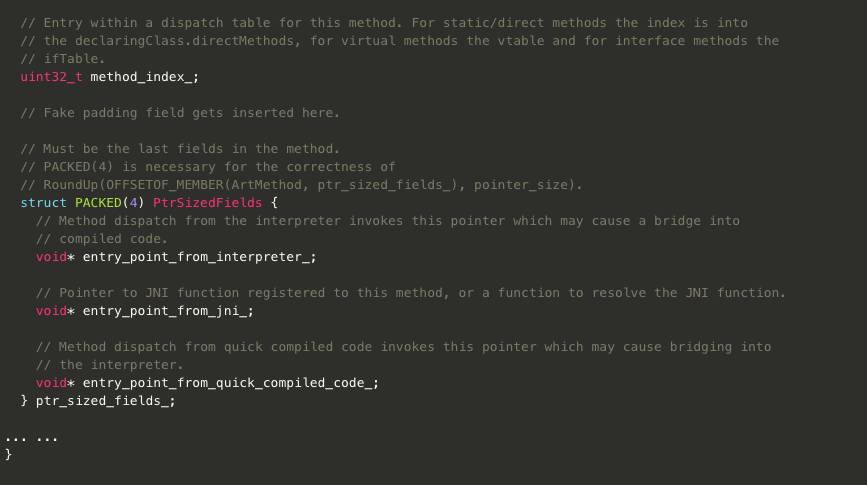 // Entry within a dispatch table for this method. For static/direct methods the index is into
// the declaringClass.directMethods, for virtual methods the vtable and for interface methods the
// ifTable.
uint32_t method_index_;
// Fake padding field gets inserted here.
// Must be the last fields in the method.
// PACKED(4) is necessary for the correctness of
// RoundUp(OFFSETOF_MEMBER(ArtMethod, ptr_sized_fields_), pointer_size).
struct PACKED(4) PtrSizedFields {
// Method dispatch from the interpreter invokes this pointer which may cause a bridge into
// compiled code.
void* entry_point_from_interpreter_;
// Pointer to JNI function registered to this method, or a function to resolve the JNI function.
void* entry_point_from_jni_;
// Method dispatch from quick compiled code invokes this pointer which may cause bridging into
// the interpreter.
void* entry_point_from_quick_compiled_code_;
} ptr_sized_fields_;
... ...
}